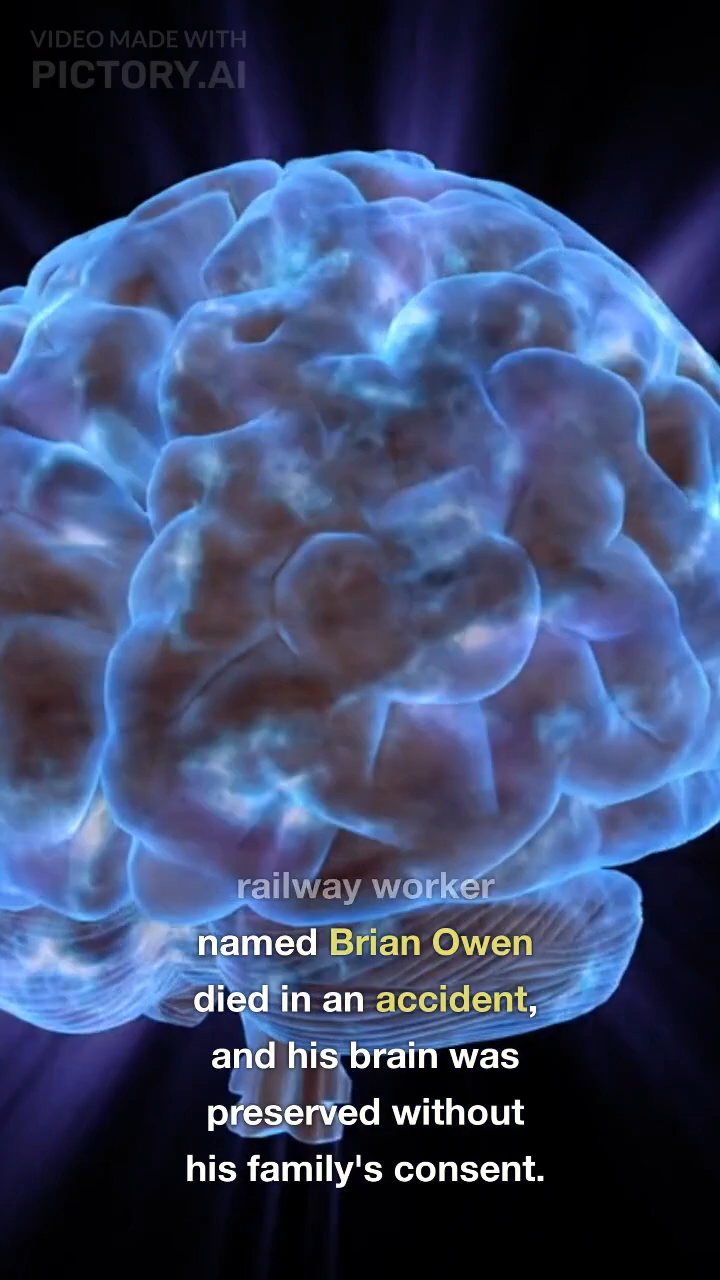 VIDEO MADE WITH
PICTORY.AI
railway worker
named Brian Owen
died in an accident,
and his brain was
preserved without
his family's consent.